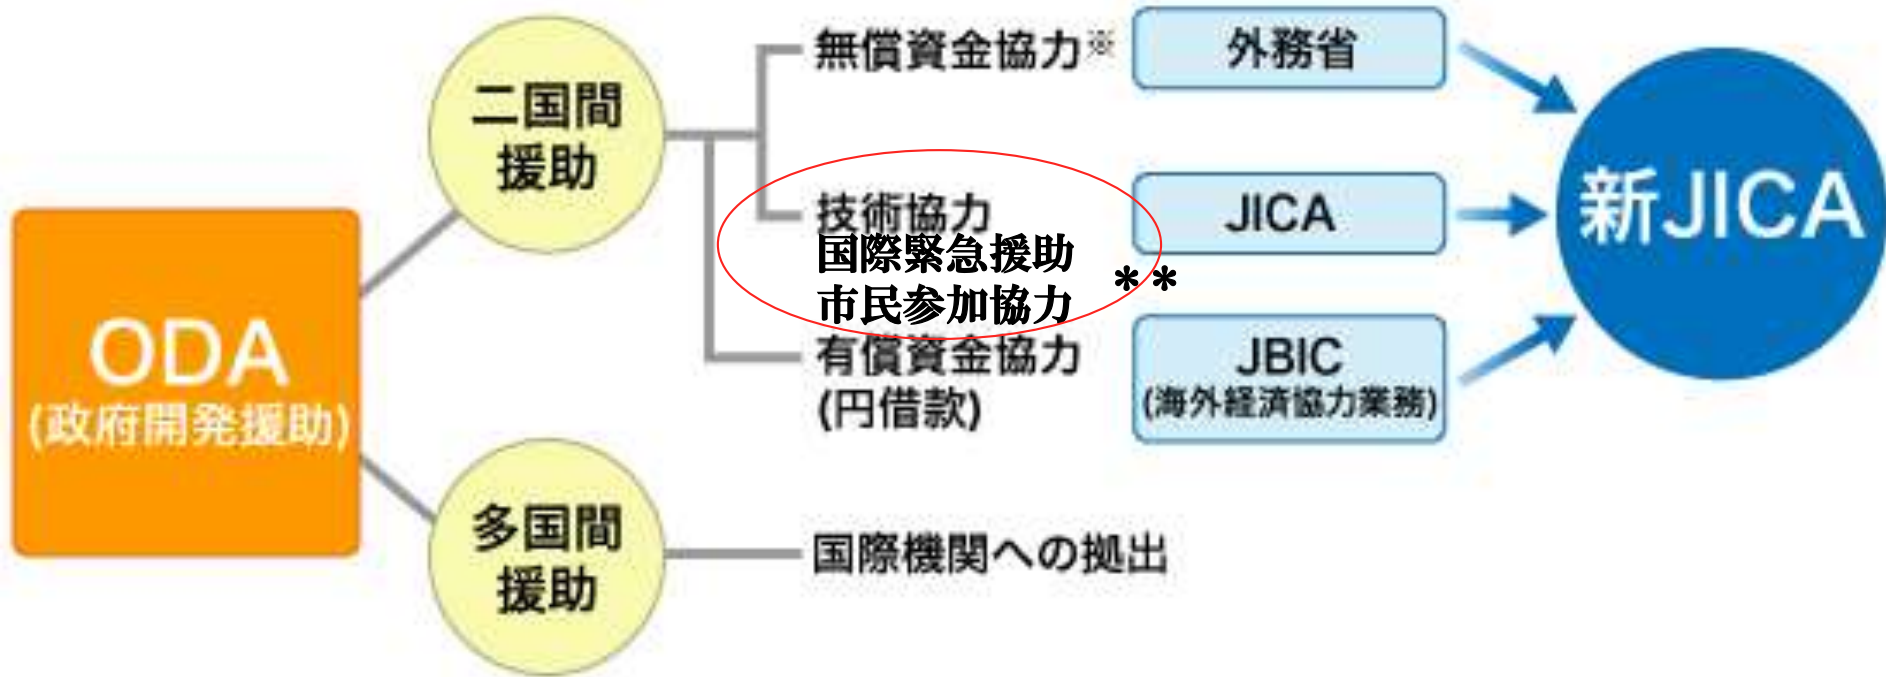 ODA
(政府開発援助)
二国間
援助
無償資金協力※
技術協力
国際緊急援助
市民参加協力
＊＊
有償資金協力
(円借款)
外務省
JICA
JBIC
(海外経済協力業務)
新JICA
多国間
援助
国際機関への拠出